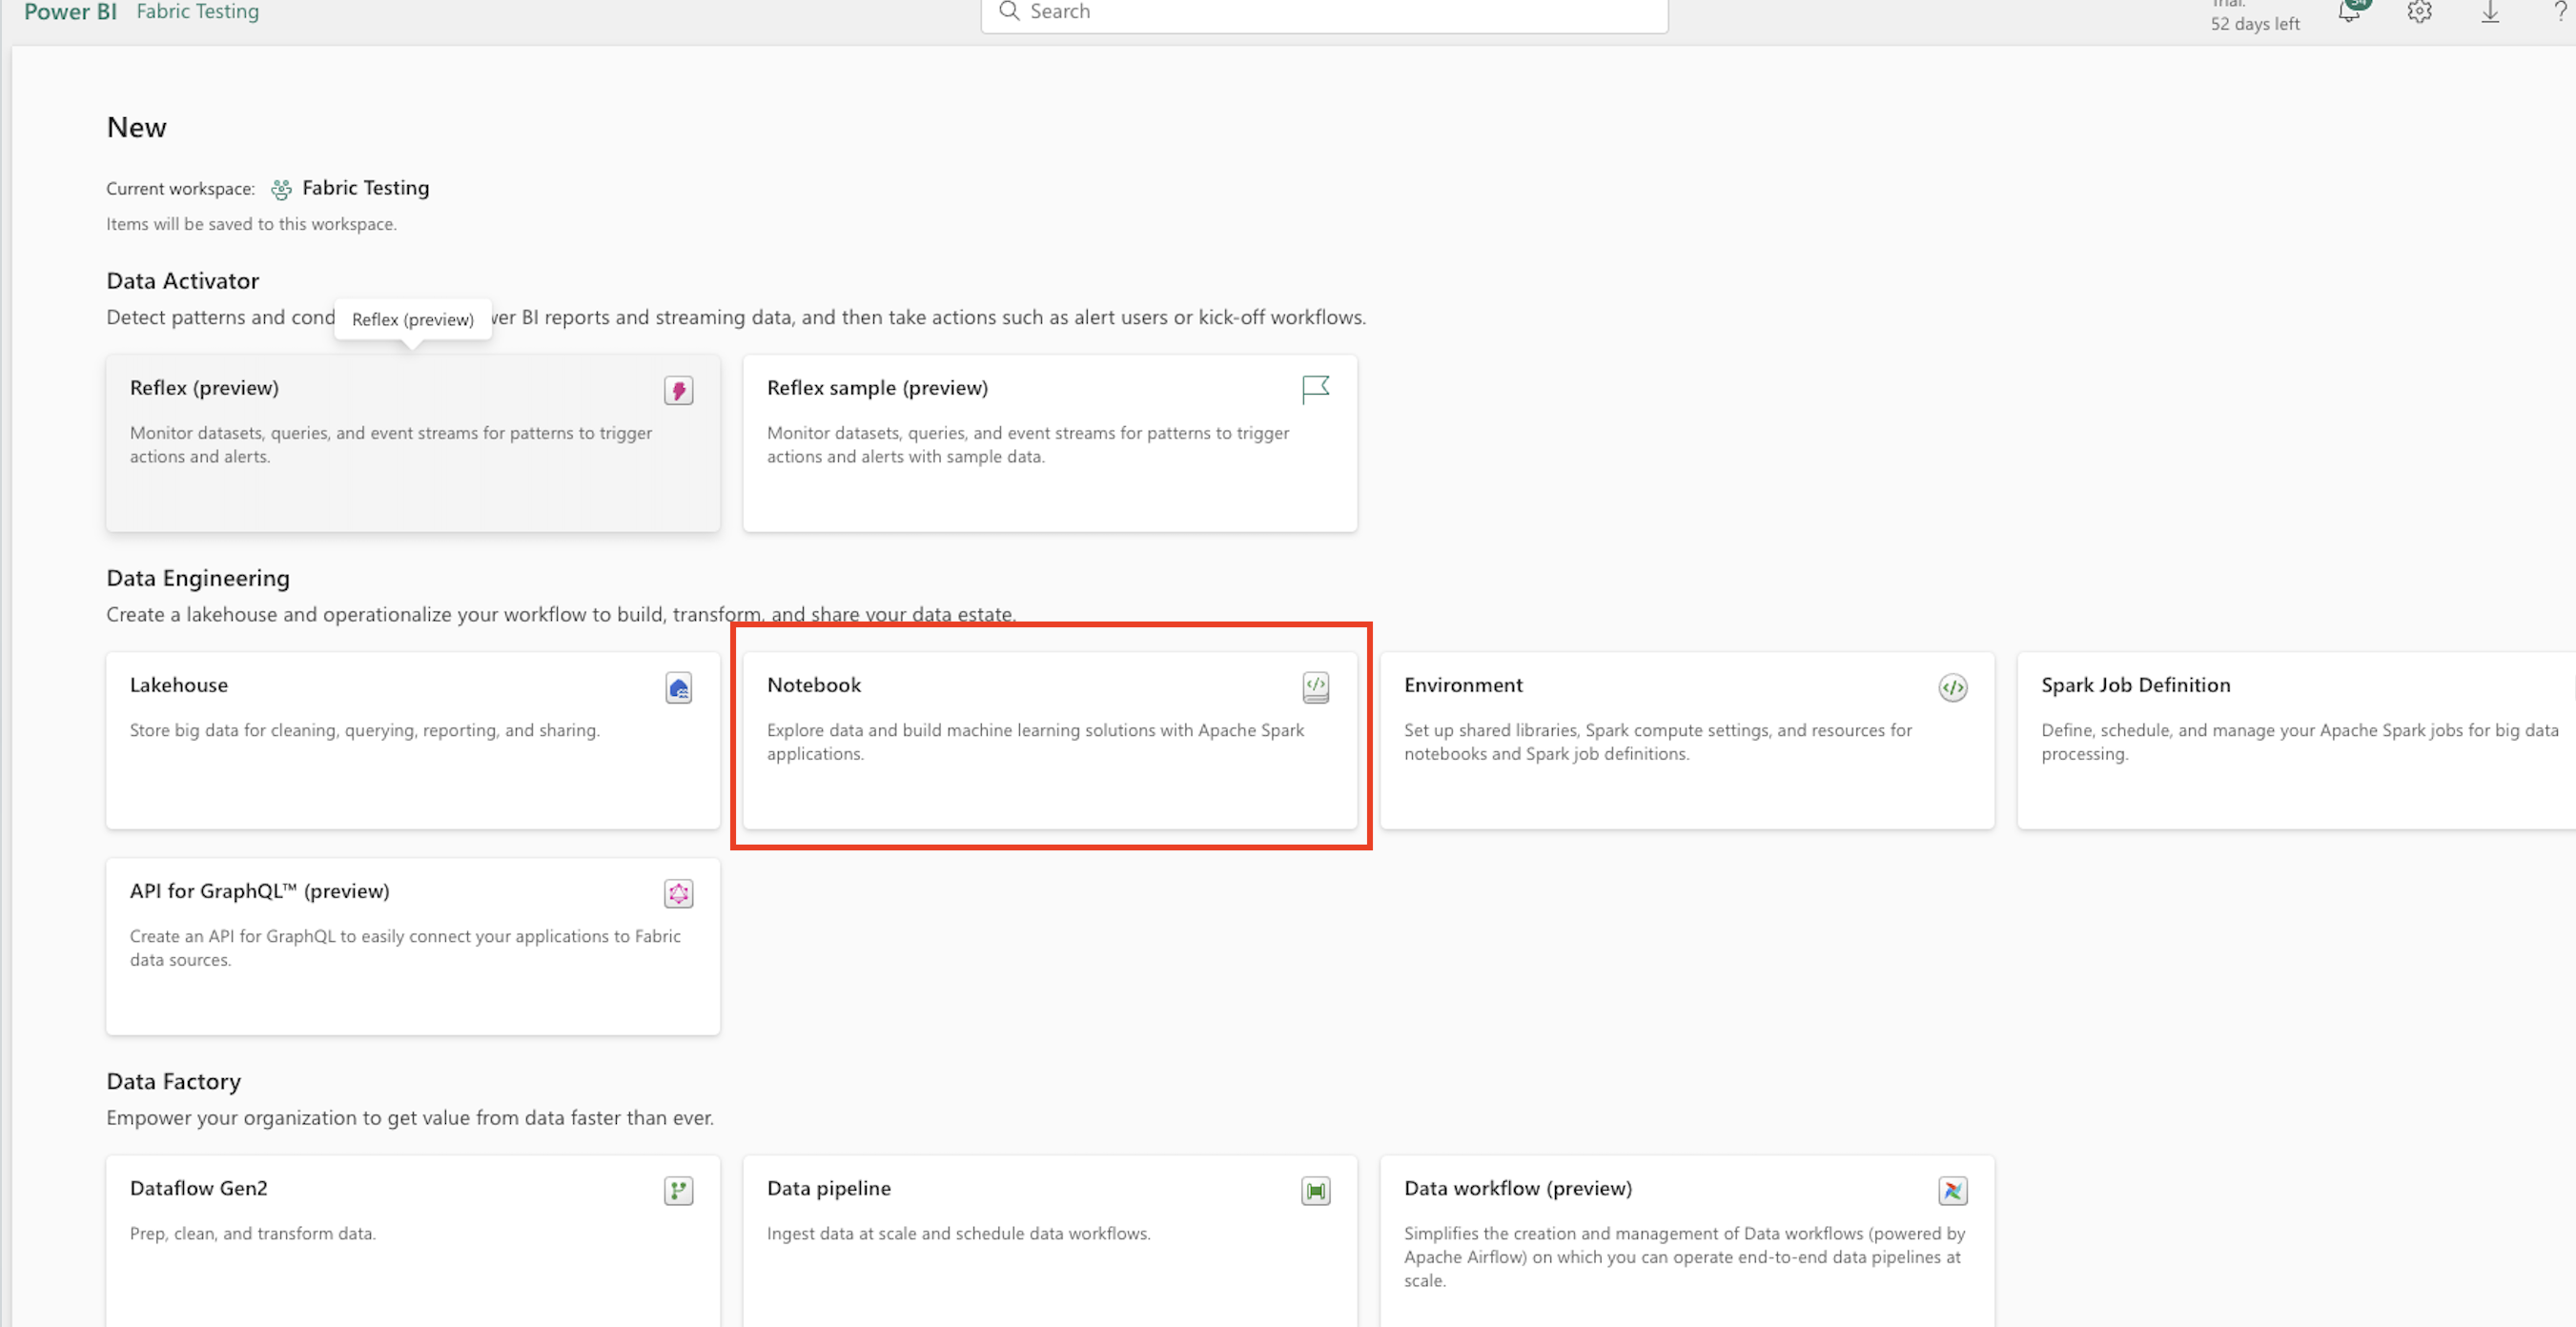 Power BI Fabric Testing
Search
Trial:
52 days left
New
Current workspace: Fabric Testing
Items will be saved to this workspace.
Data Activator
Detect patterns and cond
Reflex (preview)
wer BI reports and streaming data, and then take actions such as alert users or kick-off workflows.
Reflex (preview)
Monitor datasets, queries, and event streams for patterns to trigger
actions and alerts.
Reflex sample (preview)
Monitor datasets, queries, and event streams for patterns to trigger
actions and alerts with sample data.
Data Engineering
Create a lakehouse and operationalize your workflow to build, transform, and share your data estate.
Lakehouse
Store big data for cleaning, querying, reporting, and sharing.
Notebook
Explore data and build machine learning solutions with Apache Spark
applications.
Environment
Set up shared libraries, Spark compute settings, and resources for
notebooks and Spark job definitions.
Spark Job Definition
Define, schedule, and manage your Apache Spark jobs for big data
processing.
API for GraphQL™ (preview)
Create an API for GraphQL to easily connect your applications to Fabric
data sources.
Data Factory
Empower your organization to get value from data faster than ever.
Dataflow Gen2
Prep, clean, and transform data.
Data pipeline
Ingest data at scale and schedule data workflows.
Data workflow (preview)
Simplifies the creation and management of Data workflows (powered by
Apache Airflow) on which you can operate end-to-end data pipelines at
scale.